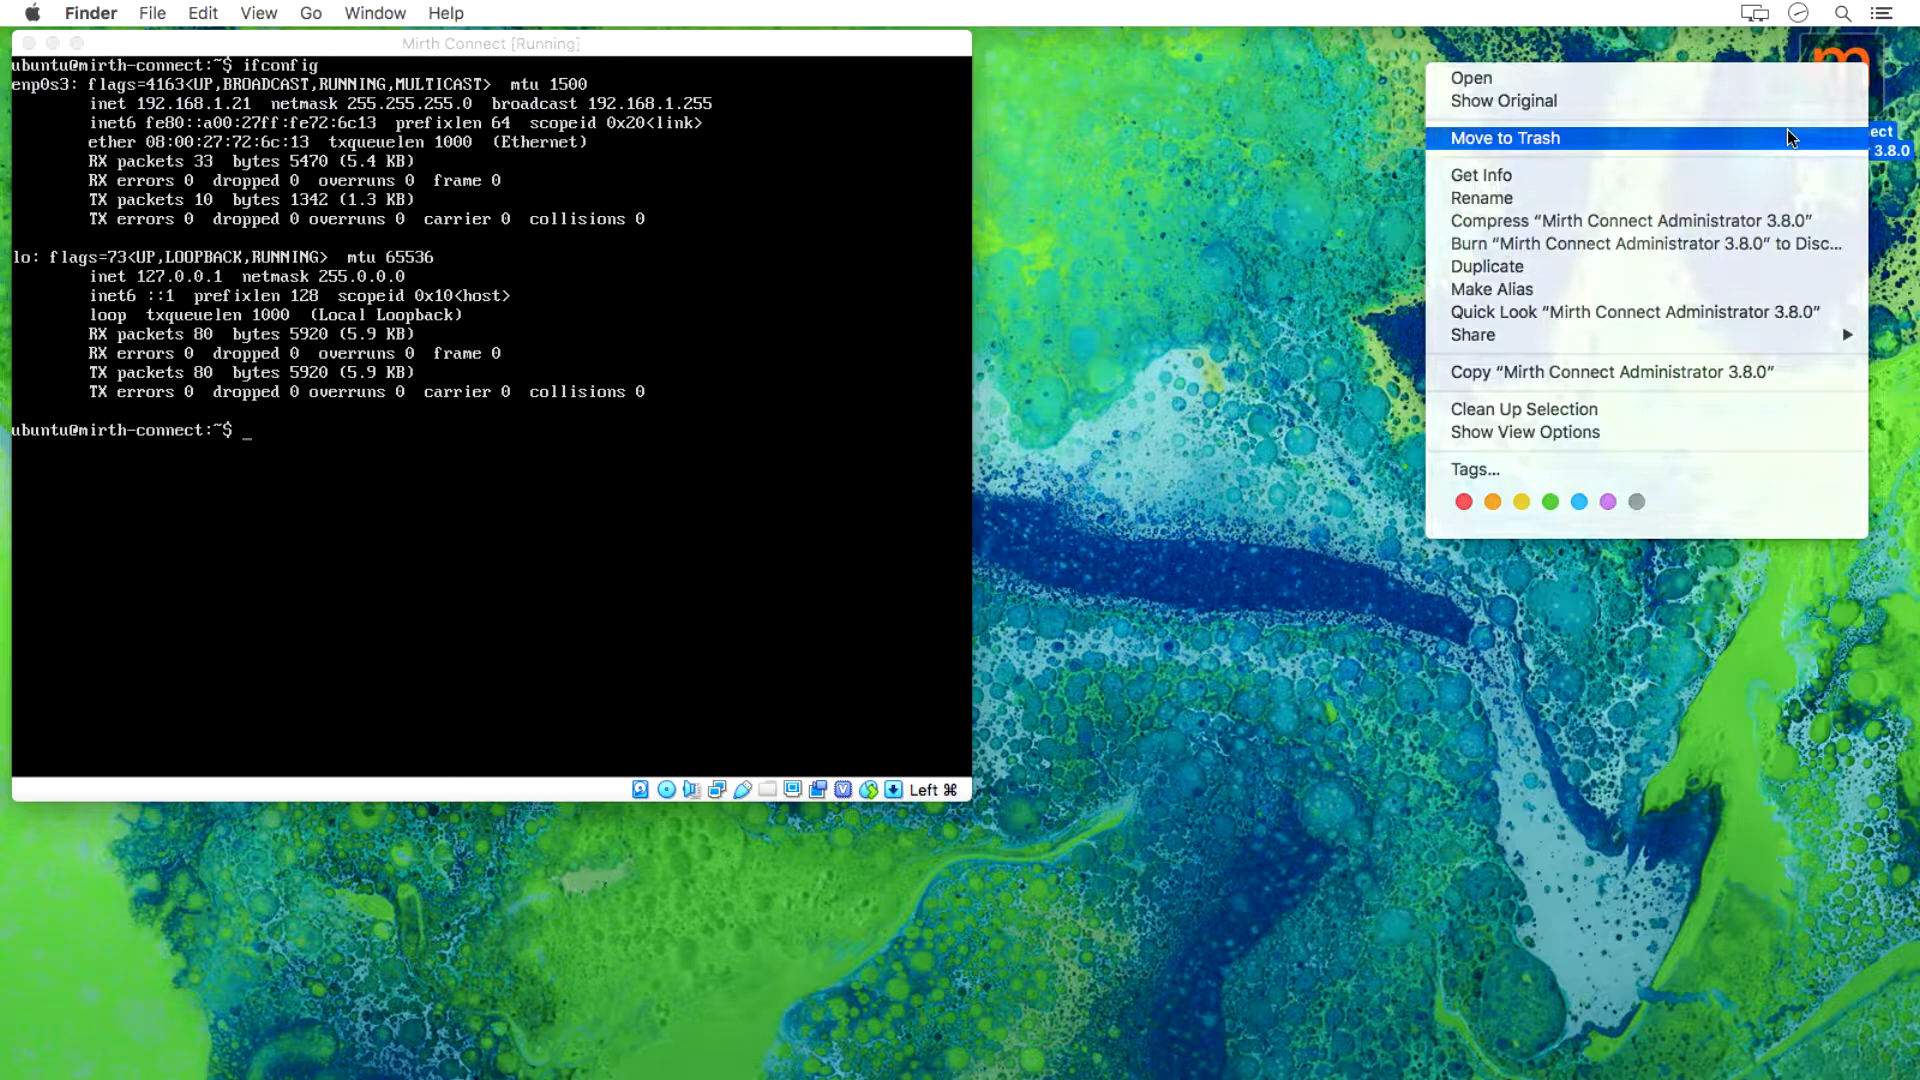 Finder File Edit View Go Window Help
Mirth Connect [Running]
ubuntu@mirth-connect:~$ ifconfig
enp0s3: flags=4163<UP,BROADCAST,RUNNING,MULTICAST>  mtu 1500
inet 192.168.1.21  netmask 255.255.255.0  broadcast 192.168.1.255
inet6 fe80::a00:27ff:fe72:6c13  prefixlen 64  scopeid 0x20<link>
ether 08:00:27:72:6c:13  txqueuelen 1000  (Ethernet)
RX packets 33  bytes 5470 (5.4 KB)
RX errors 0  dropped 0  overruns 0  frame 0
TX packets 10  bytes 1342 (1.3 KB)
TX errors 0  dropped 0 overruns 0  carrier 0  collisions 0
lo: flags=73<UP,LOOPBACK,RUNNING>  mtu 65536
inet 127.0.0.1  netmask 255.0.0.0
inet6 ::1  prefixlen 128  scopeid 0x10<host>
loop  txqueuelen 1000  (Local Loopback)
RX packets 80  bytes 5920 (5.9 KB)
RX errors 0  dropped 0  overruns 0  frame 0
TX packets 80  bytes 5920 (5.9 KB)
TX errors 0  dropped 0 overruns 0  carrier 0  collisions 0
ubuntu@mirth-connect:~$ _
Left ⌘
m
ect
3.8.0
Open
Show Original
Move to Trash
Get Info
Rename
Compress “Mirth Connect Administrator 3.8.0”
Burn “Mirth Connect Administrator 3.8.0” to Disc...
Duplicate
Make Alias
Quick Look “Mirth Connect Administrator 3.8.0”
Share
Copy “Mirth Connect Administrator 3.8.0”
Clean Up Selection
Show View Options
Tags...